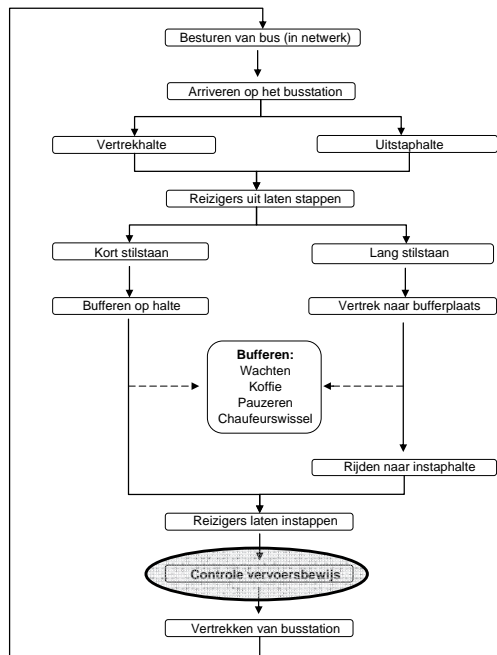 Besturen van bus (in netwerk)
Arriveren op het busstation
Vertrekhalte
Uitstaphalte
Reizigers uit laten stappen
Kort stilstaan
Lang stilstaan
Bufferen op halte
Vertrek naar bufferplaats
Bufferen:
Wachten
Koffie
Pauzeren
Chaufeurswissel
Rijden naar instaphalte
Reizigers laten instappen
Controle vervoersbewijs
Vertrekken van busstation